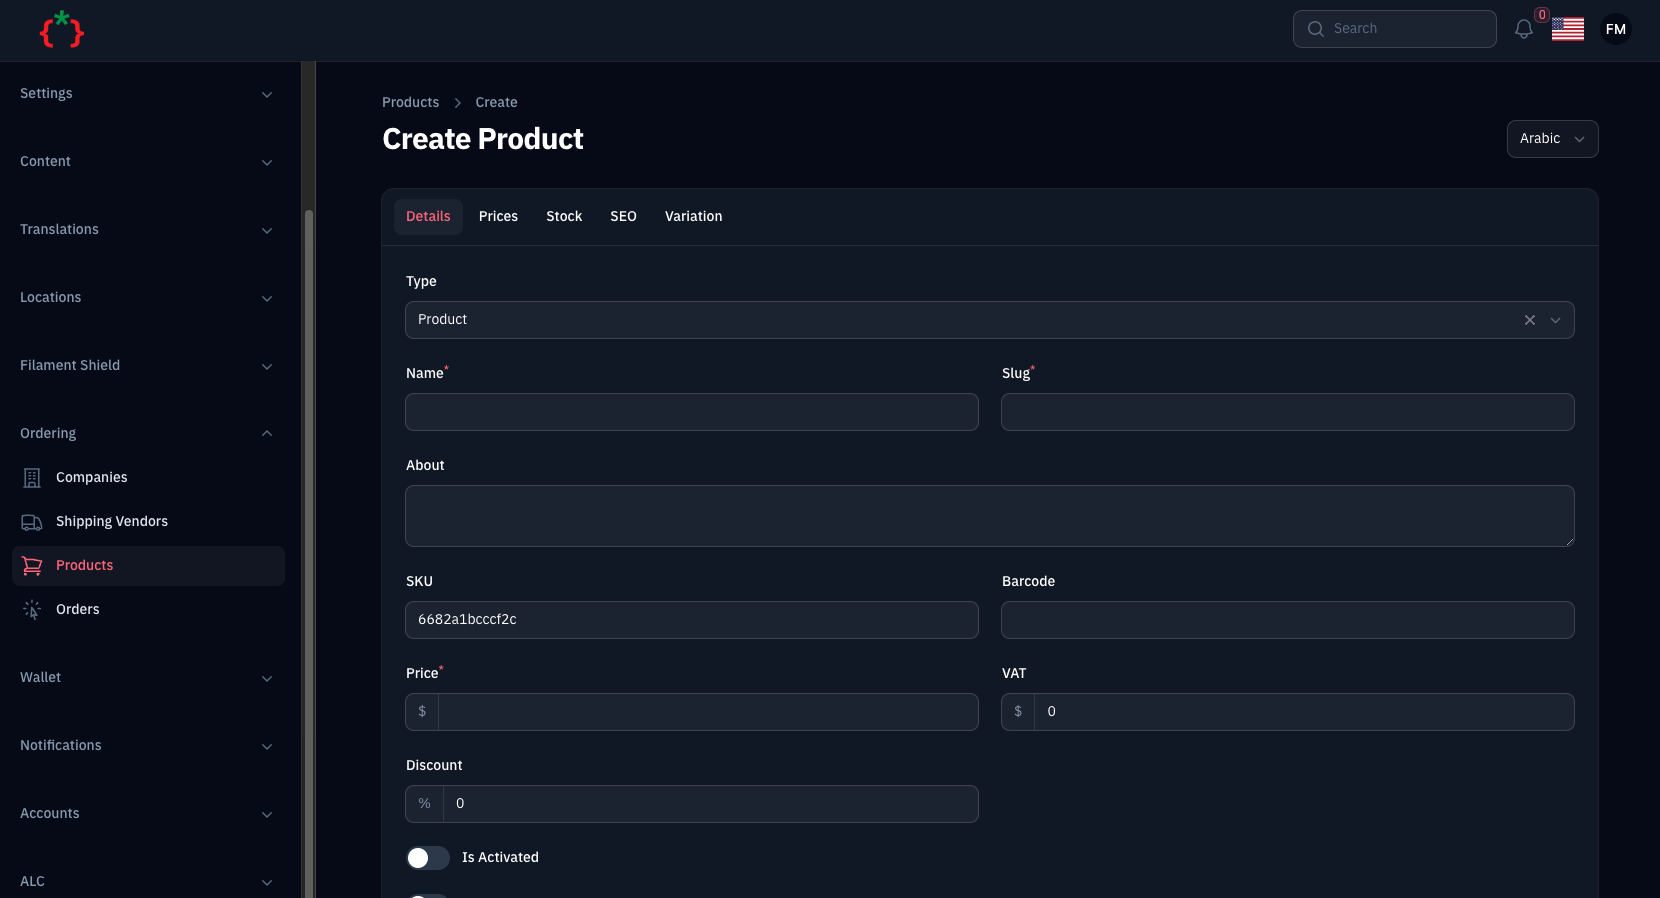 Search
0
FM
Settings
Content
Translations
Locations
Filament Shield
Ordering
Companies
Shipping Vendors
Products
Orders
Wallet
Notifications
Accounts
ALC
Products > Create
Create Product
Arabic
Details Prices Stock SEO Variation
Type
Product
Name* Slug*
About
SKU Barcode
6682a1bcccf2c
Price* VAT
$ $ 0
Discount
% 0
Is Activated